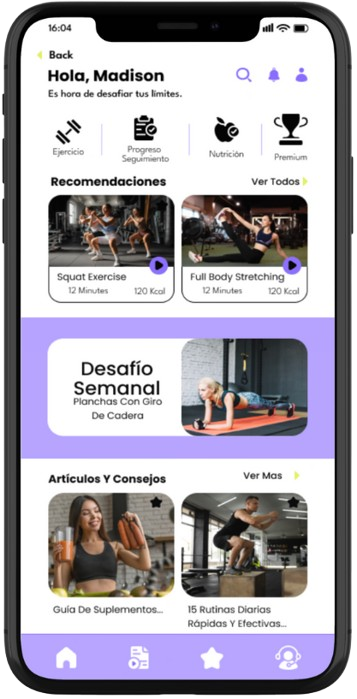 16:04
Back
Hola, Madison
Es hora de desafiar tus límites.
Ejercicio
Progreso
Seguimiento
Nutrición
Premium
Recomendaciones
Ver Todos
Squat Exercise
12 Minutes
120 Kcal
Full Body Stretching
12 Minutes
120 Kcal
Desafío
Semanal
Planchas Con Giro
De Cadera
Artículos Y Consejos
Ver Mas
Guía De Suplementos...
15 Rutinas Diarias
Rápidas Y Efectivas...